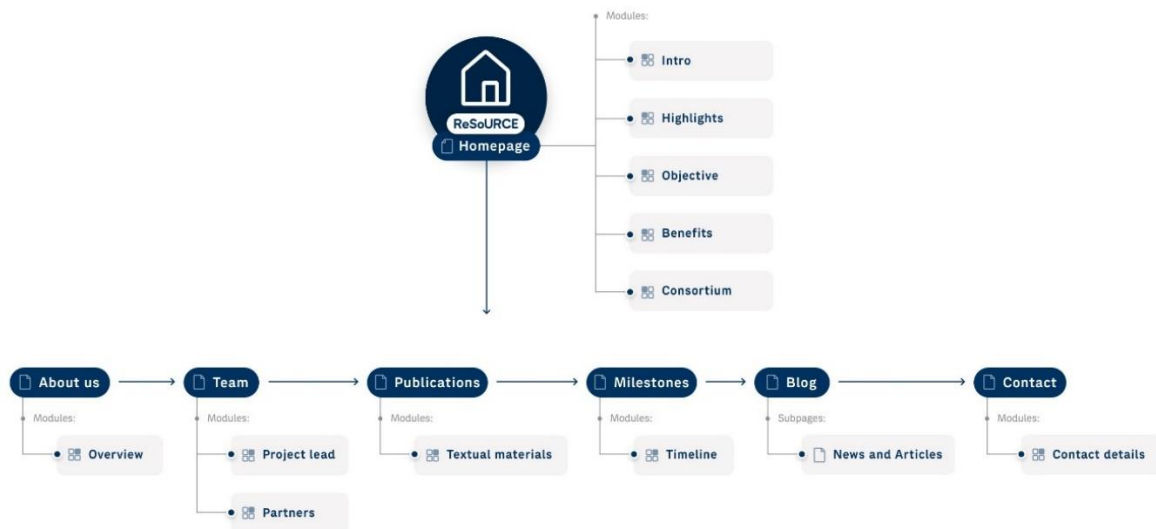 Modules:
Intro
Highlights
Objective
Benefits
Consortium
ReSoURCE
Homepage
About us
Team
Publications
Milestones
Blog
Contact
Modules:
Modules:
Modules:
Modules:
Subpages:
Modules:
Overview
Project lead
Textual materials
Timeline
News and Articles
Contact details
Partners